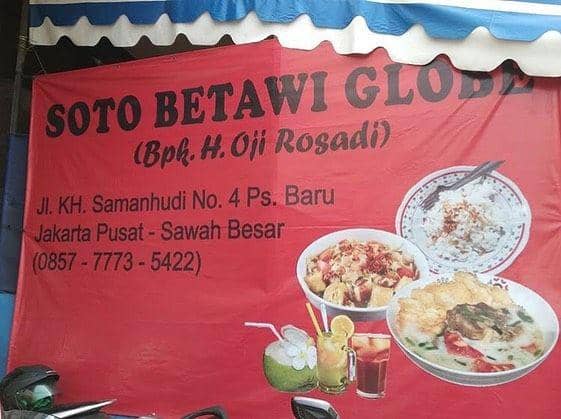 SOTO BETAWI GLOBE
(Bpk. H. Oji Rosadi)
Jl. KH. Samanhudi No. 4 Ps. Baru
Jakarta Pusat - Sawah Besar
(0857 - 7773 - 5422)